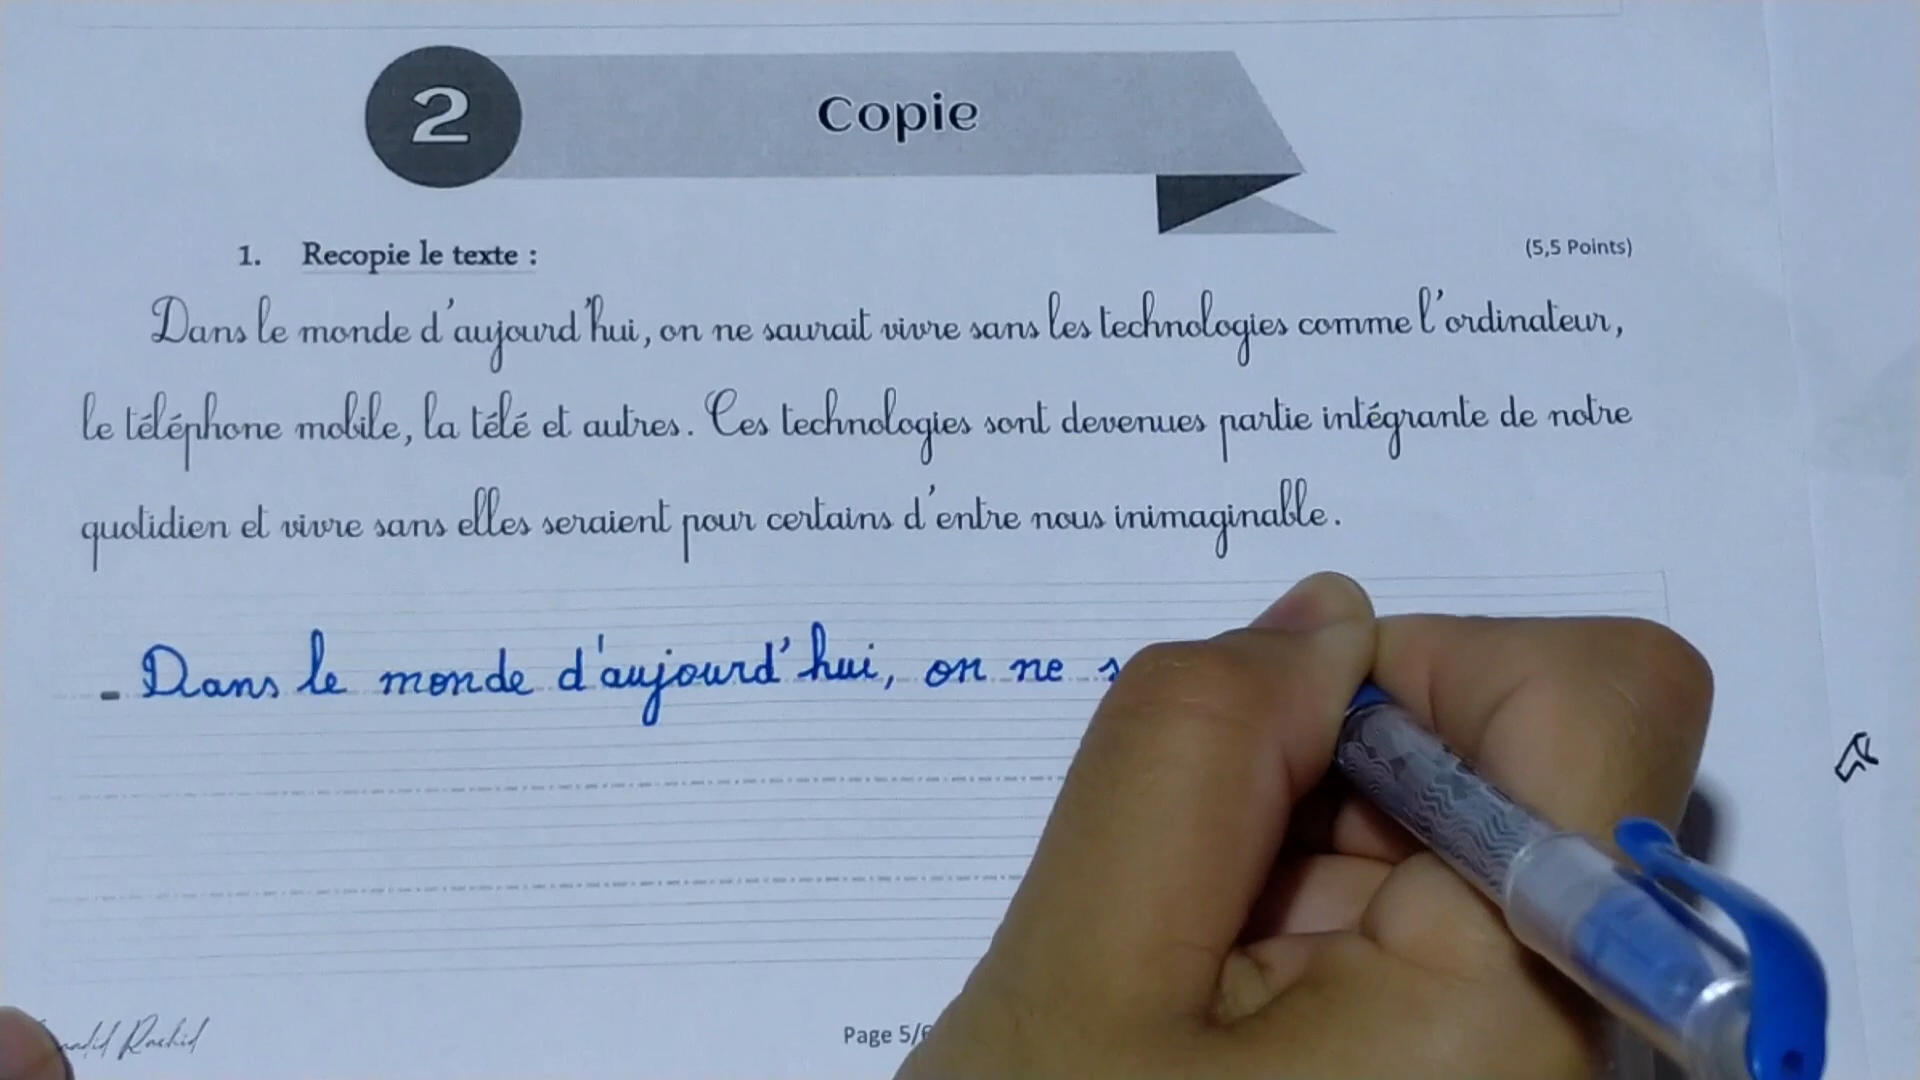 2
Copie
1. Recopie le texte :
(5,5 Points)
Dans le monde d'aujourd'hui, on ne saurait vivre sans les technologies comme l'ordinateur,
le téléphone mobile, la télé et autres. Ces technologies sont devenues partie intégrante de notre
quotidien et vivre sans elles seraient pour certains d'entre nous inimaginable.
- Dans le monde d'aujourd'hui, on ne s
Rachid
Page 5/6